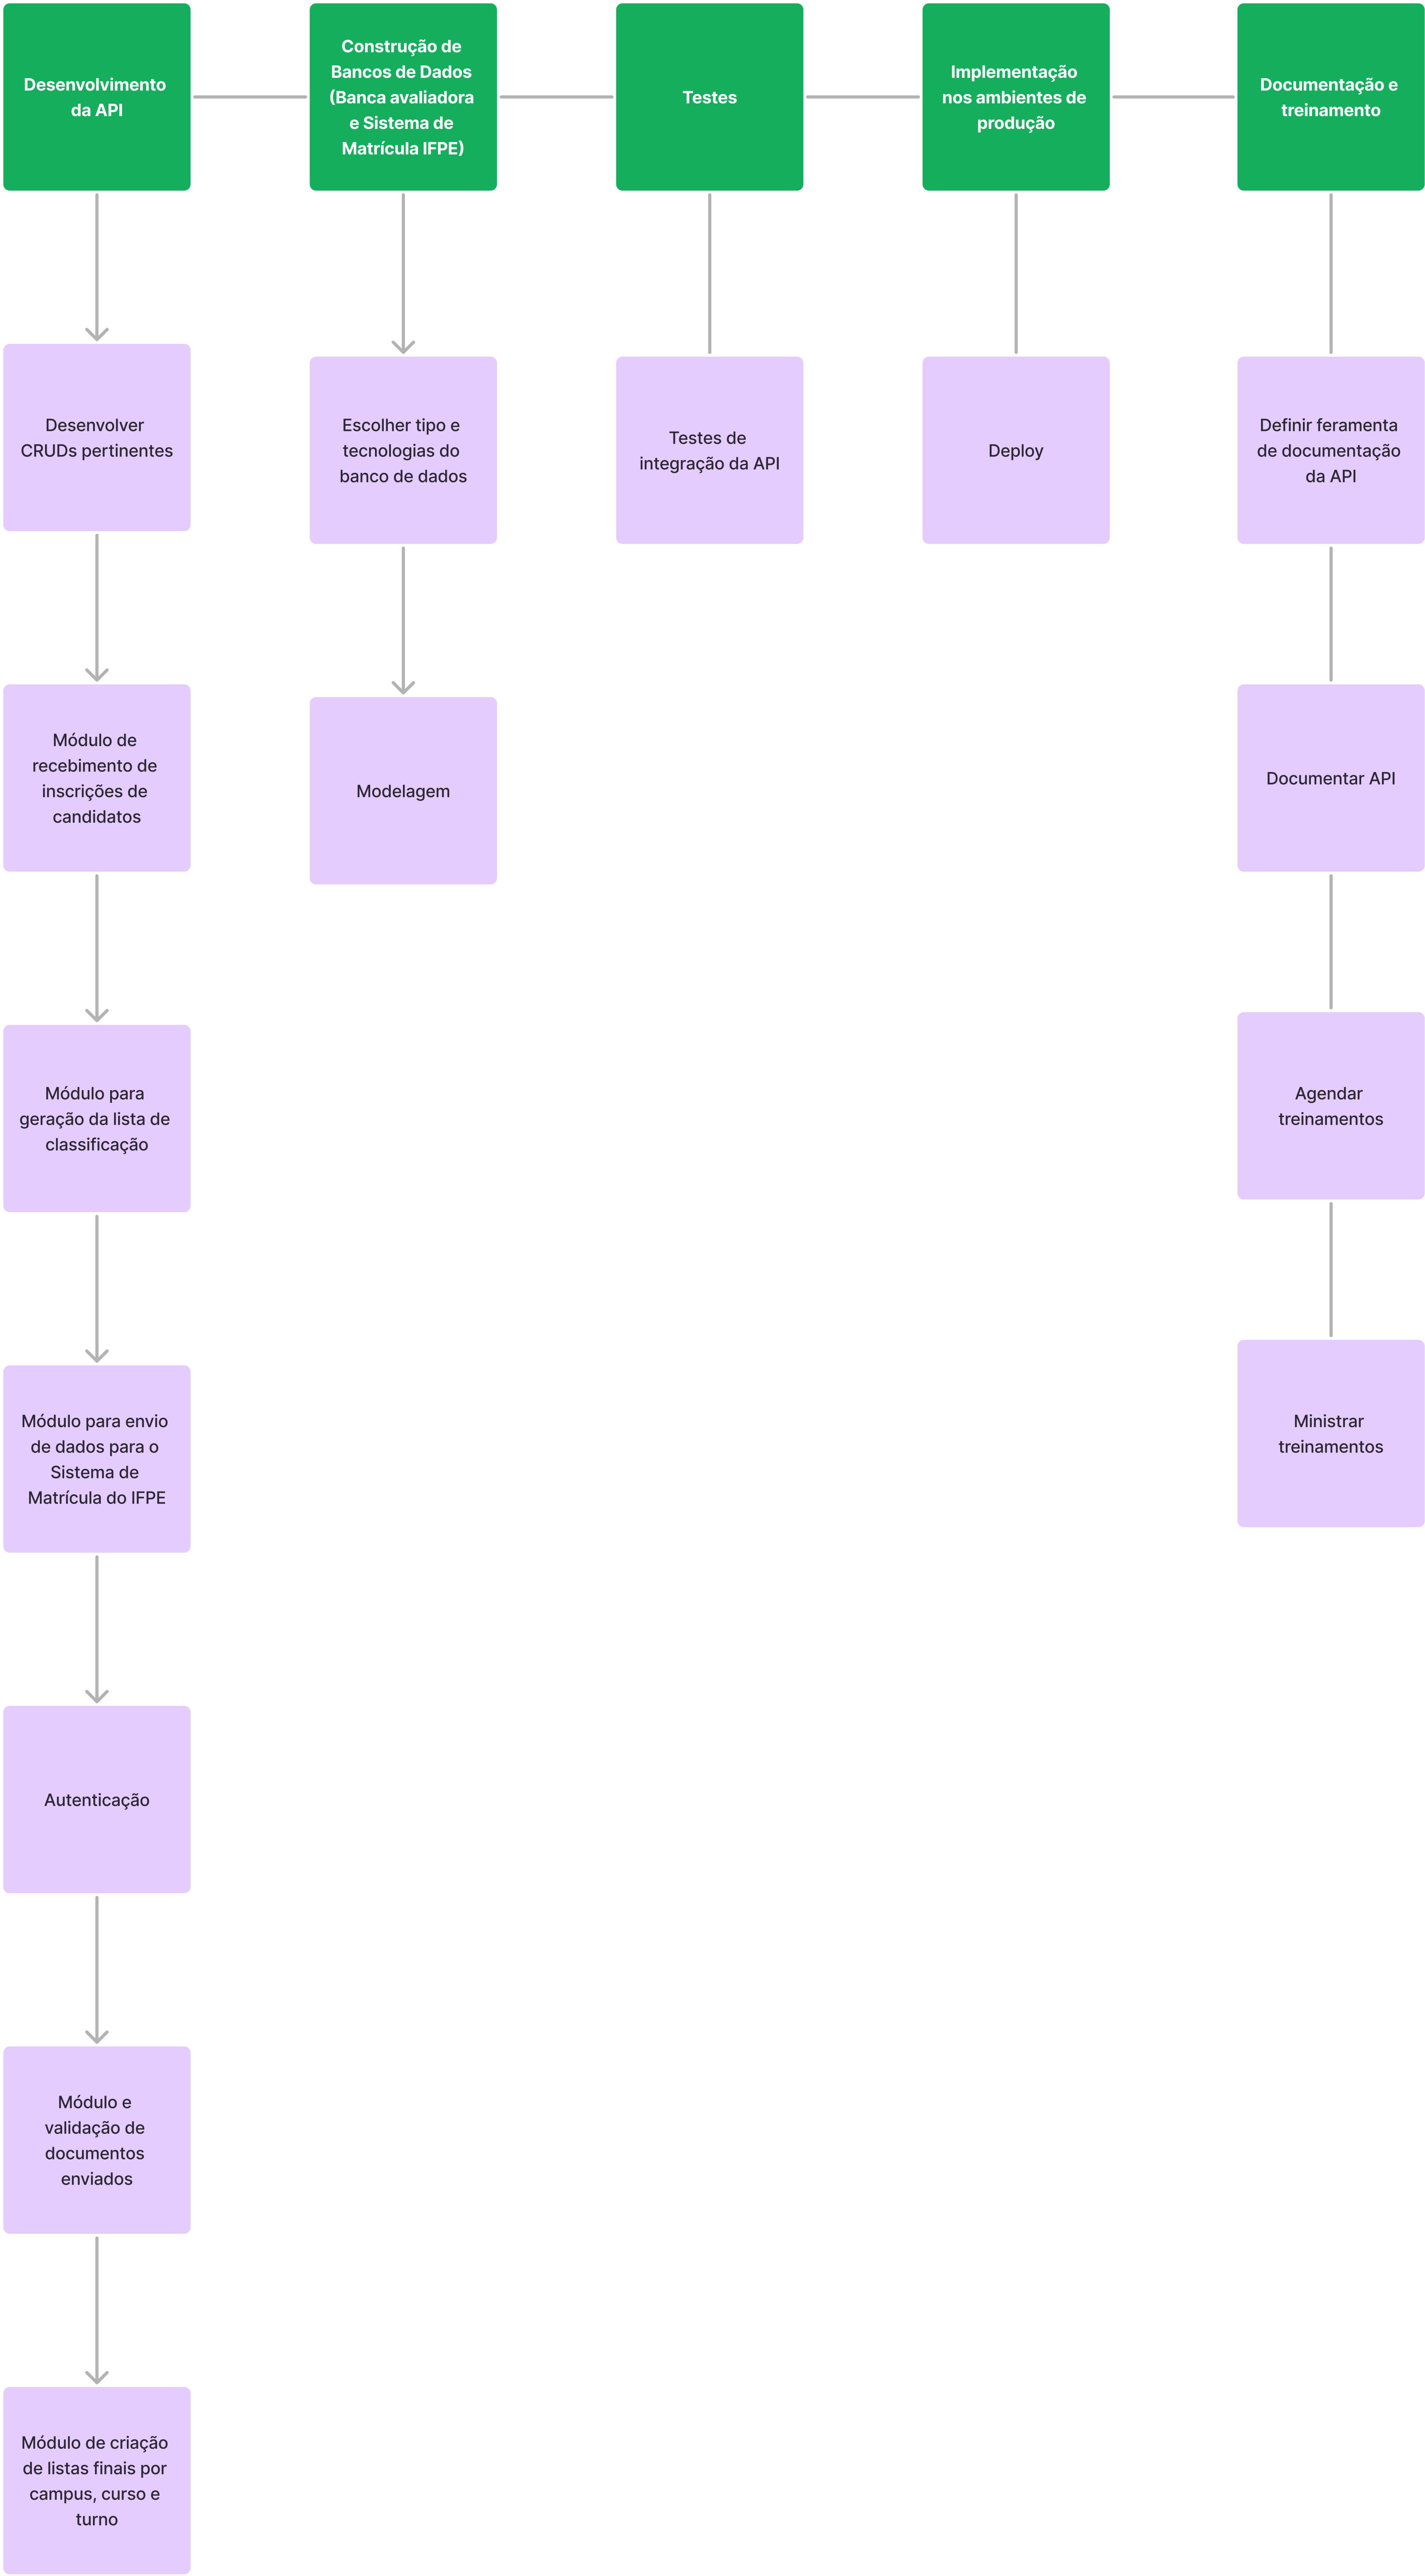 Desenvolvimento
da API
Construção de
Bancos de Dados
(Banca avaliadora
e Sistema de
Matrícula IFPE)
Testes
Implementação
nos ambientes de
produção
Documentação e
treinamento
Desenvolver
CRUDs pertinentes
Módulo de
recebimento de
inscrições de
candidatos
Módulo para
geração da lista de
classificação
Módulo para envio
de dados para o
Sistema de
Matrícula do IFPE
Autenticação
Módulo e
validação de
documentos
enviados
Módulo de criação
de listas finais por
campus, curso e
turno
Escolher tipo e
tecnologias do
banco de dados
Modelagem
Testes de
integração da API
Deploy
Definir feramenta
de documentação
da API
Documentar API
Agendar
treinamentos
Ministrar
treinamentos